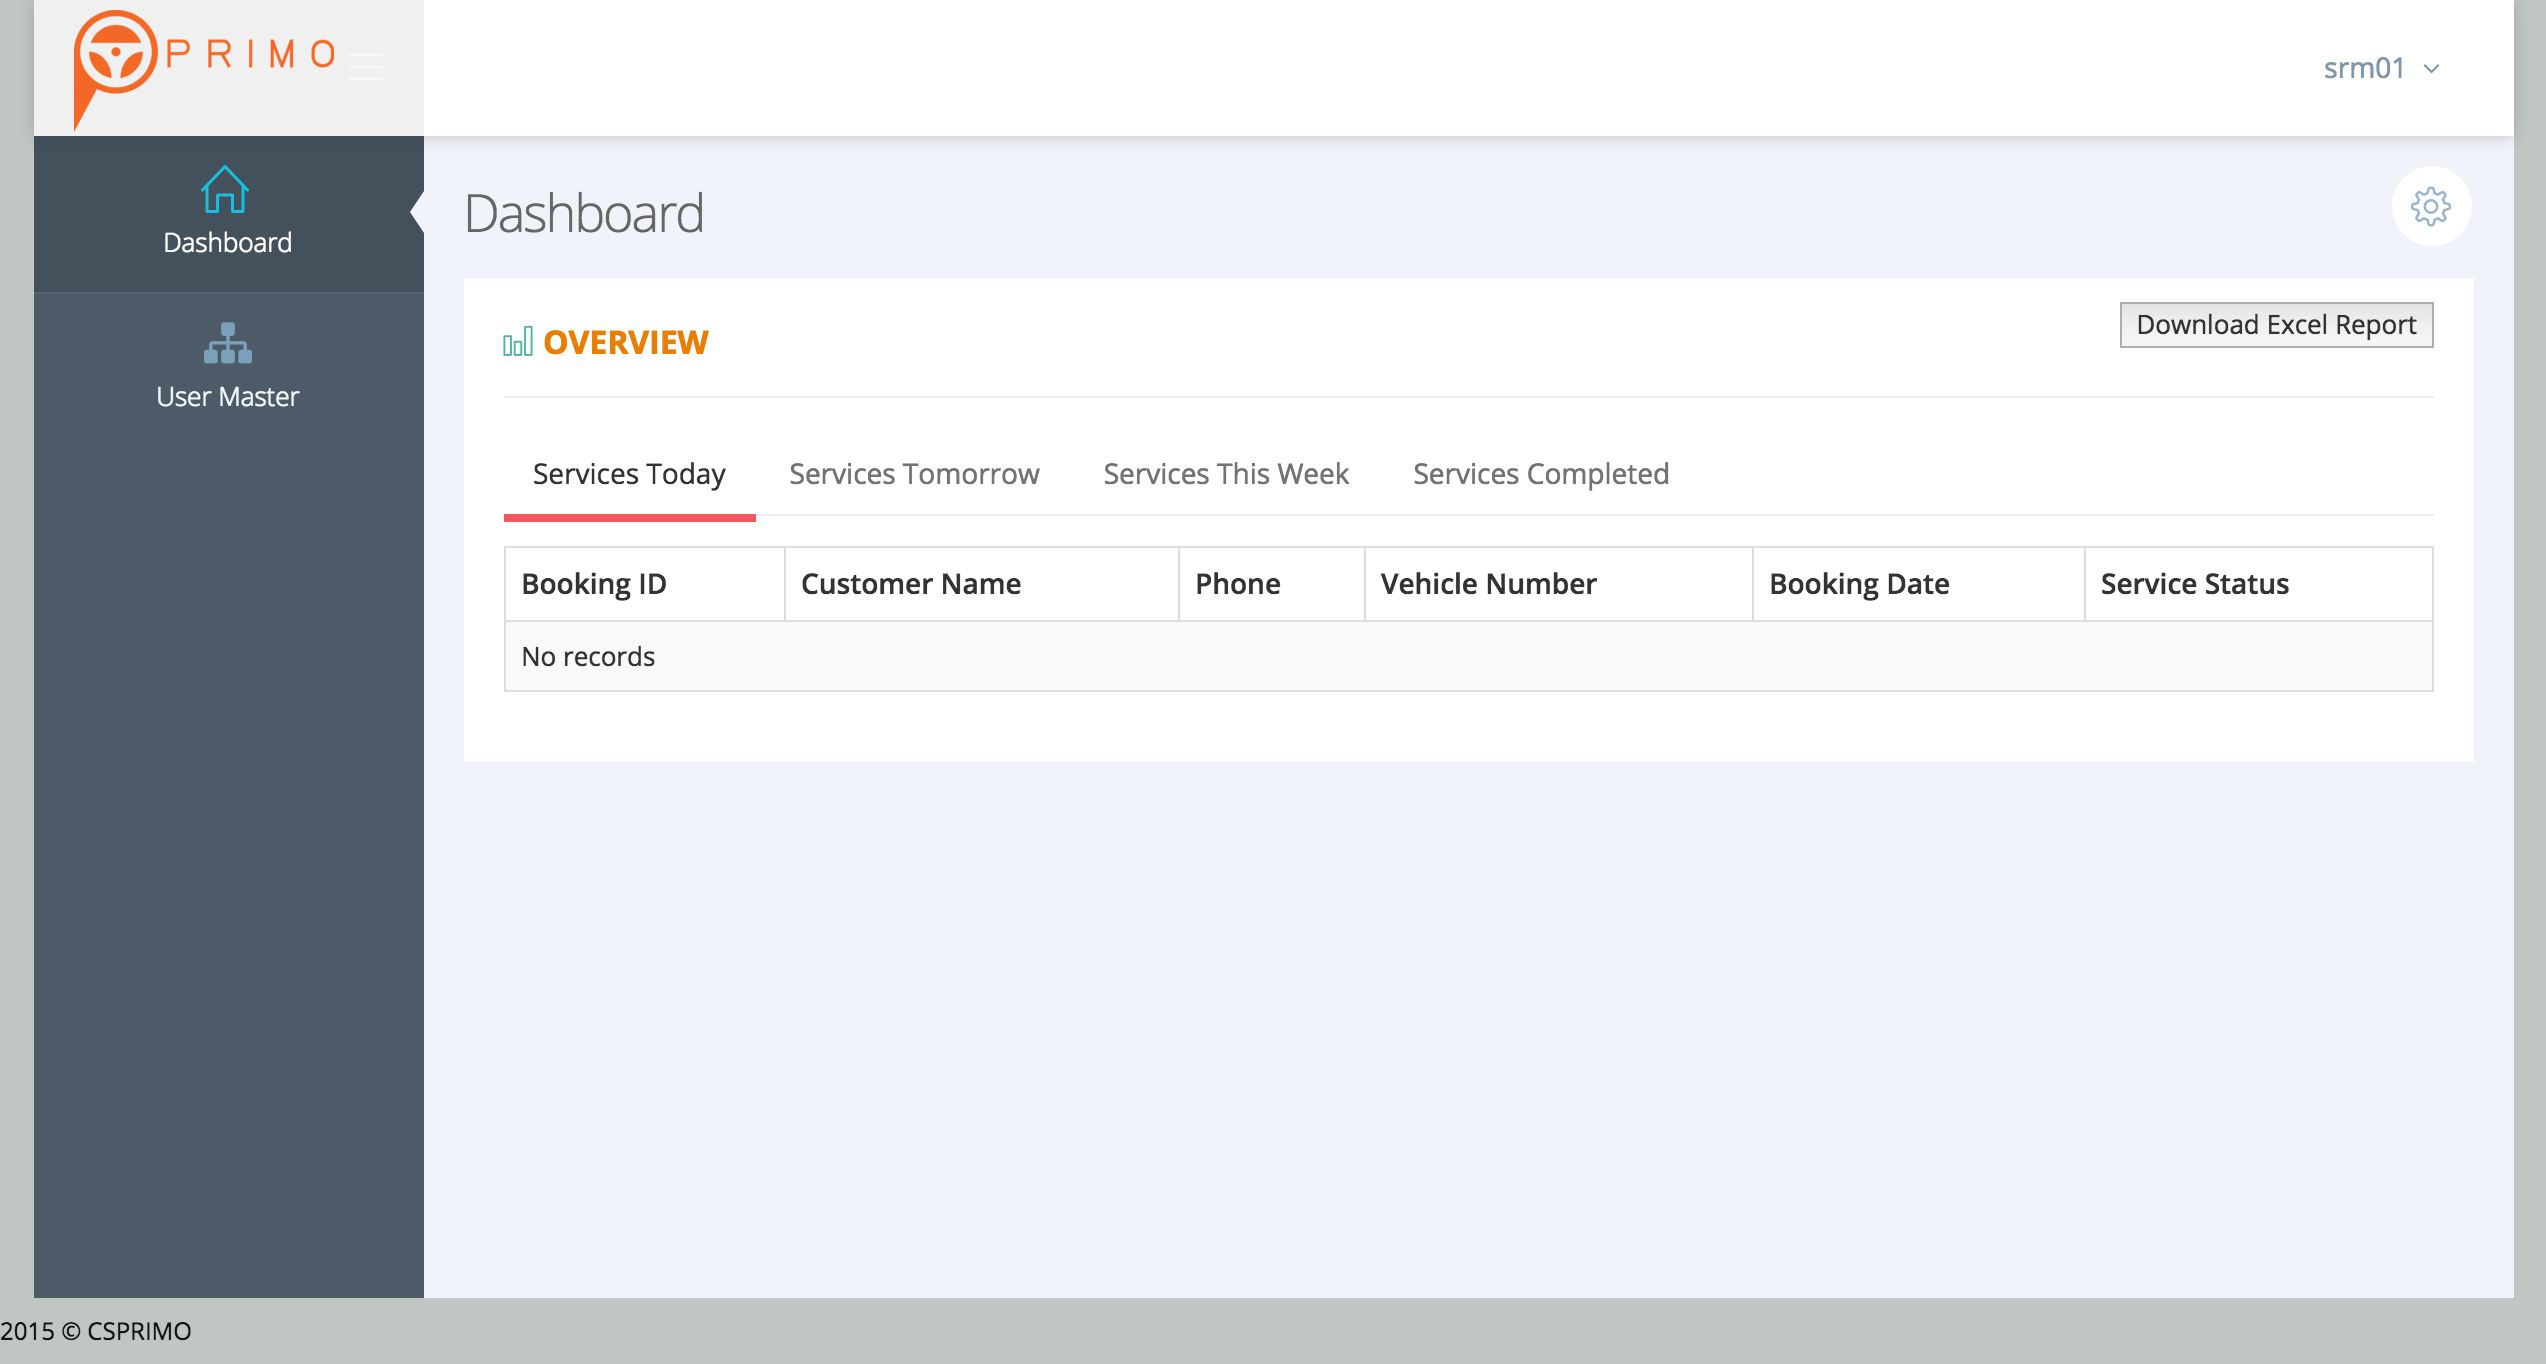 PRIMO
srm01
Dashboard
User Master
Dashboard
OVERVIEW
Download Excel Report
Services Today Services Tomorrow Services This Week Services Completed
Booking ID Customer Name Phone Vehicle Number Booking Date Service Status
No records
2015 © CSPRIMO